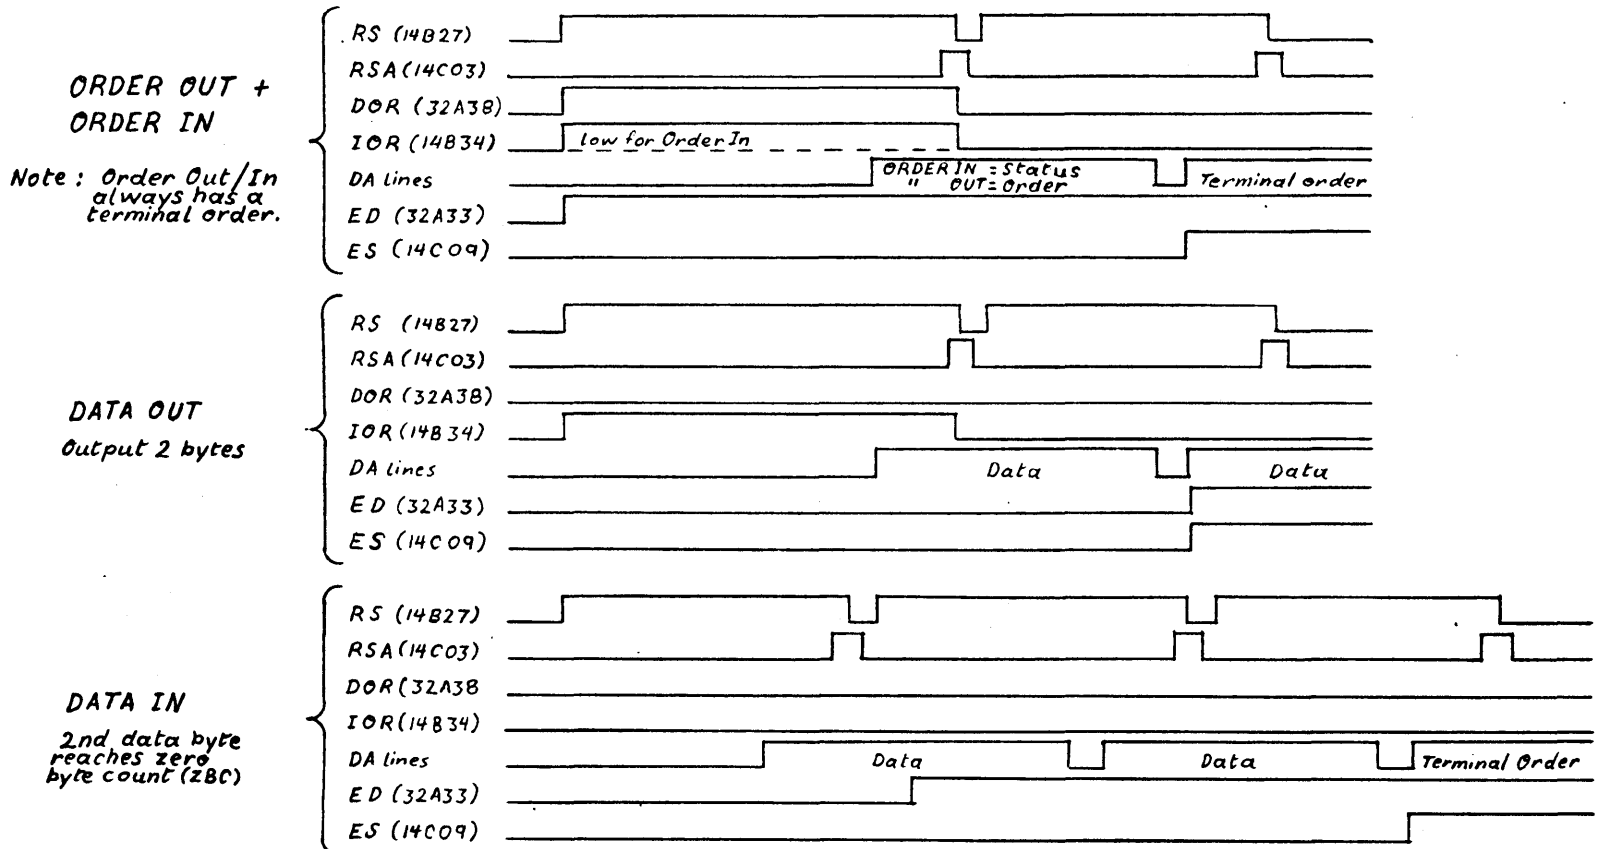 ORDER OUT +
ORDER IN
Note : Order Out/In
always has a
terminal order.
RS (14B27)
RSA (14C03)
DOR (32A38)
IOR (14B34)
low for Order In
DA lines
ORDER IN = Status
" OUT = Order
Terminal order
ED (32A33)
ES (14C09)
DATA OUT
Output 2 bytes
RS (14B27)
RSA (14C03)
DOR (32A38)
IOR (14B34)
DA lines
Data
Data
ED (32A33)
ES (14C09)
DATA IN
2nd data byte
reaches zero
byte count (ZBC)
RS (14B27)
RSA (14C03)
DOR (32A38
IOR (14B34)
DA lines
Data
Data
Terminal Order
ED (32A33)
ES (14C09)